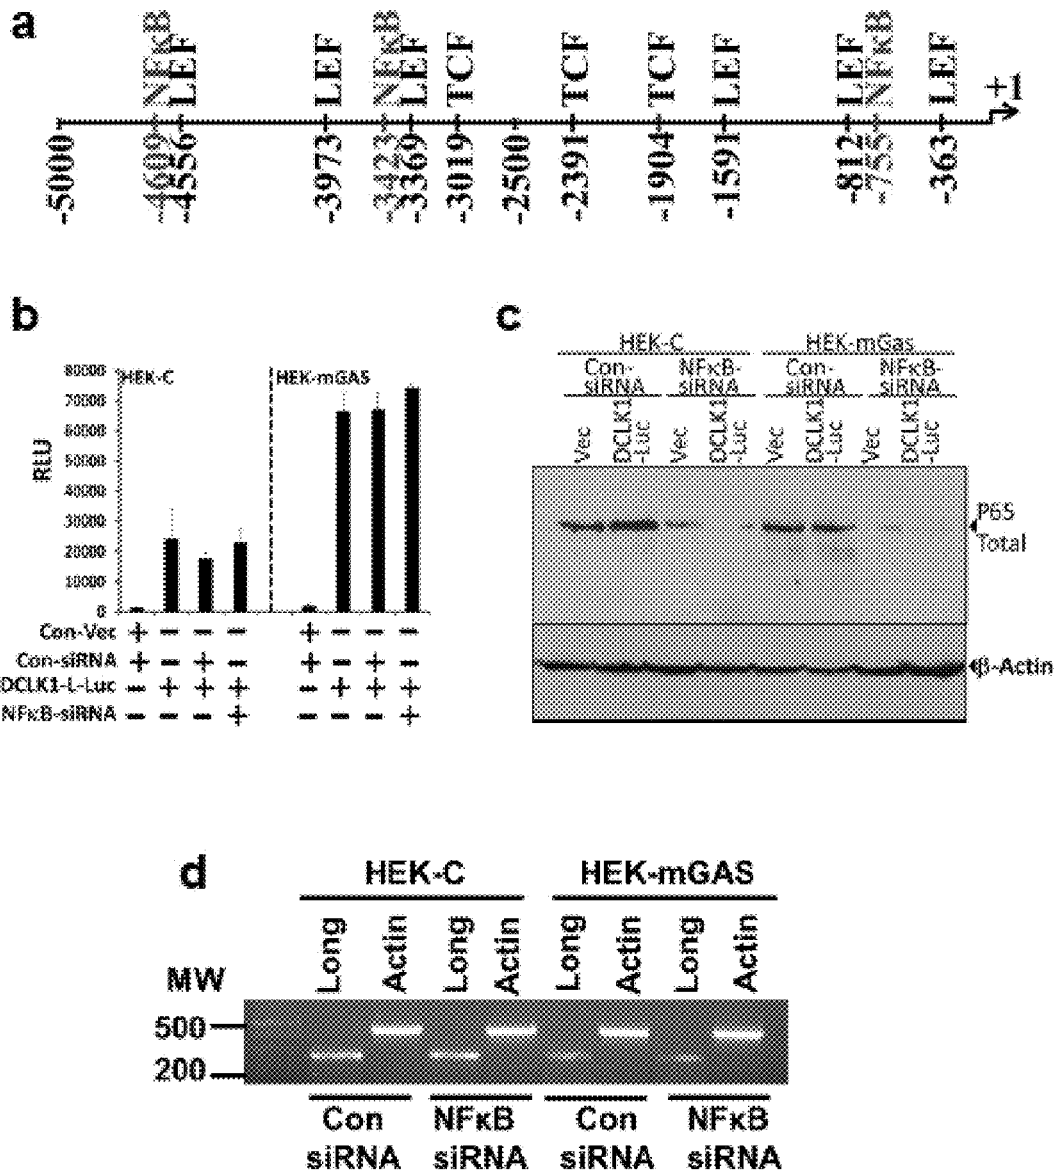 a
NFκB
LEF
LEF
NFκB
LEF
TCF
TCF
TCF
LEF
LEF
NFκB
LEF
+1
-5000
-4609
-4556
-3973
-3423
-3369
-3019
-2500
-2391
-1904
-1591
-812
-755
-363
b
RLU
80000
70000
60000
50000
40000
30000
20000
10000
0
HEK-C
HEK-mGAS
Con-Vec + − − − + − − −
Con-siRNA + − + − + − + −
DCLK1-L-Luc − + + + − + + +
NFκB-siRNA − − − + − − − +
c
HEK-C HEK-mGas
Con- NFκB- Con- NFκB-
siRNA siRNA siRNA siRNA
Vec
DCLK1
-Luc
Vec
DCLK1
-Luc
Vec
DCLK1
-Luc
Vec
DCLK1
-Luc
P65
Total
β-Actin
d
HEK-C HEK-mGAS
Long
Actin
Long
Actin
Long
Actin
Long
Actin
MW
500
200
Con NFκB Con NFκB
siRNA siRNA siRNA siRNA